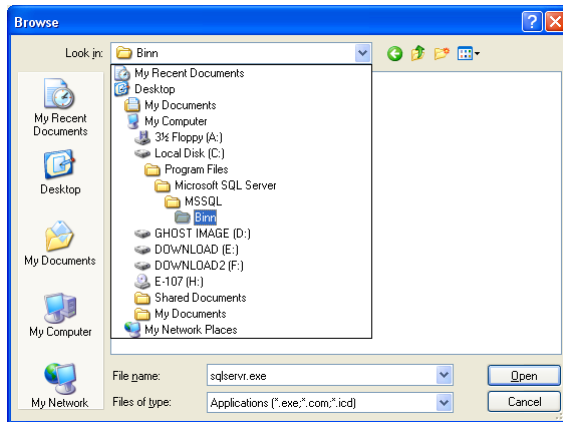 Browse
Look in:
Binn
My Recent Documents
Desktop
My Documents
My Computer
3½ Floppy (A:)
Local Disk (C:)
Program Files
Microsoft SQL Server
MSSQL
Binn
GHOST IMAGE (D:)
DOWNLOAD (E:)
DOWNLOAD2 (F:)
E-107 (H:)
Shared Documents
My Documents
My Network Places
My Recent
Documents
Desktop
My Documents
My Computer
My Network
File name:
sqlservr.exe
Open
Files of type:
Applications (*.exe;*.com;*.icd)
Cancel